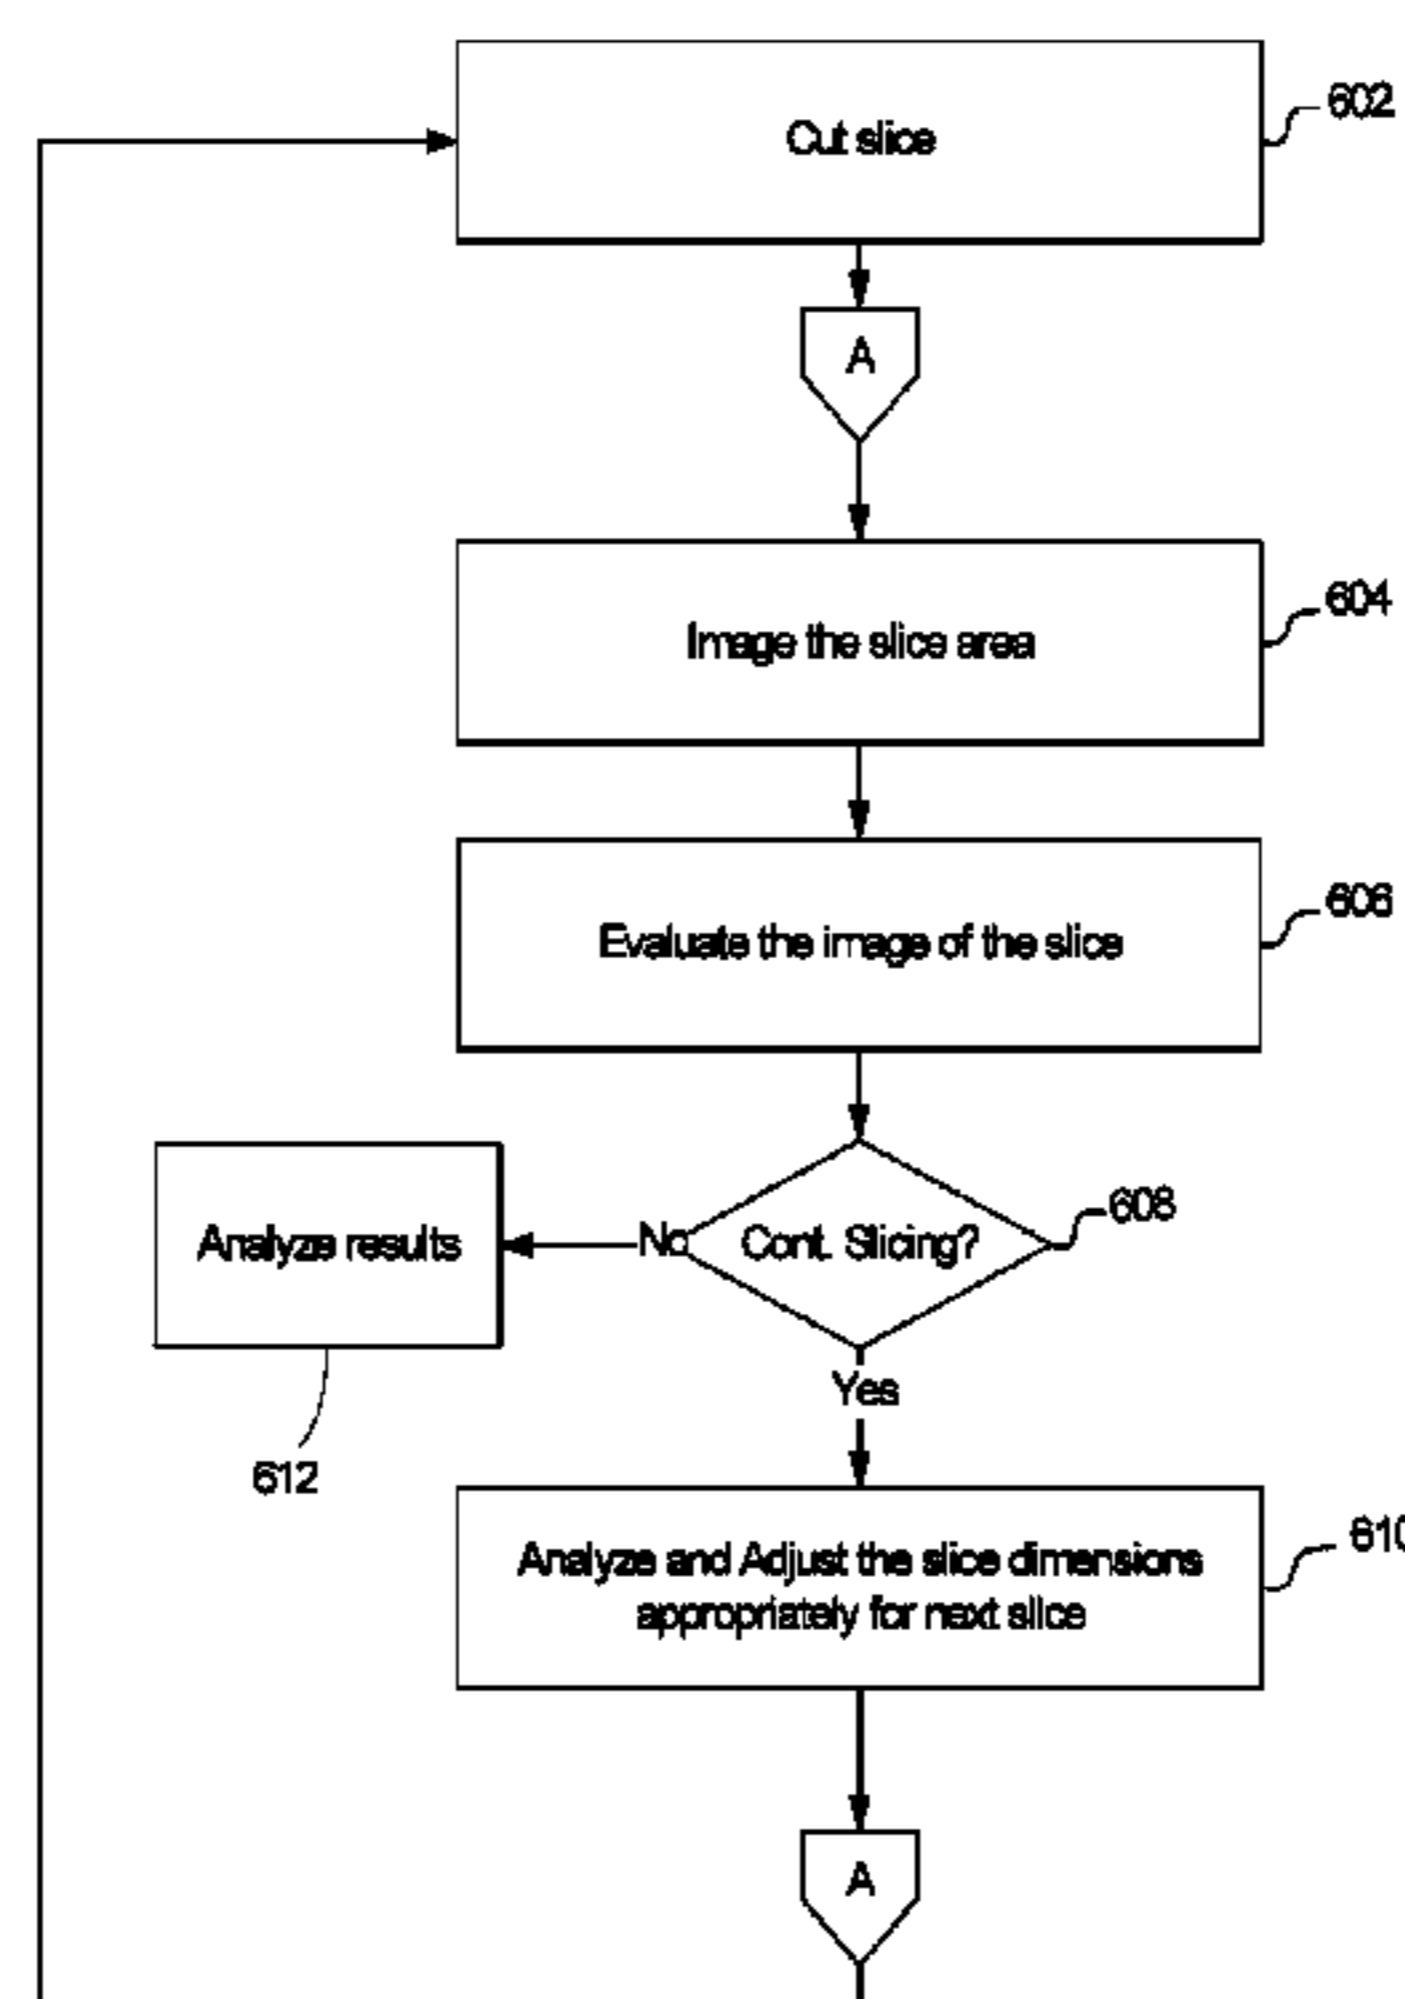 Cut slice
602
A
Image the slice area
604
Evaluate the image of the slice
606
Cont. Slicing?
608
No
Analyze results
612
Yes
Analyze and Adjust the slice dimensions
appropriately for next slice
610
A